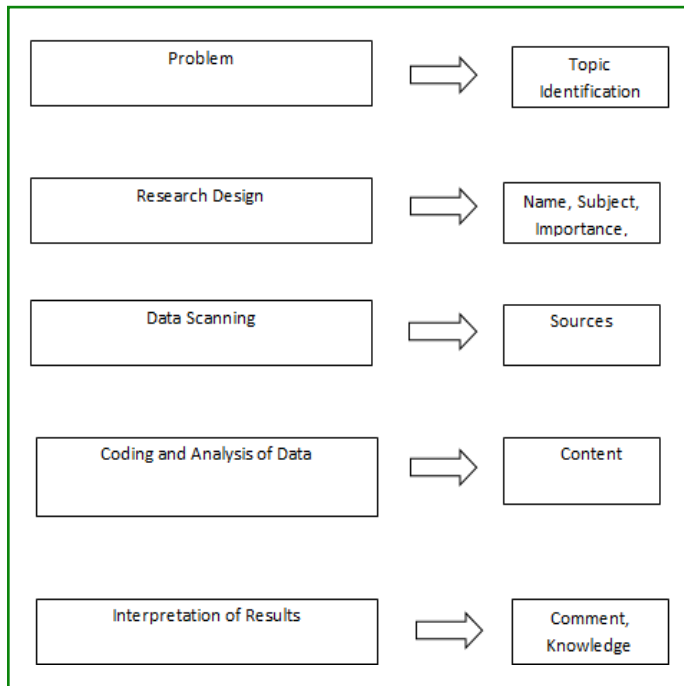 Problem
Topic
Identification
Research Design
Name, Subject,
Importance,
Data Scanning
Sources
Coding and Analysis of Data
Content
Interpretation of Results
Comment,
Knowledge